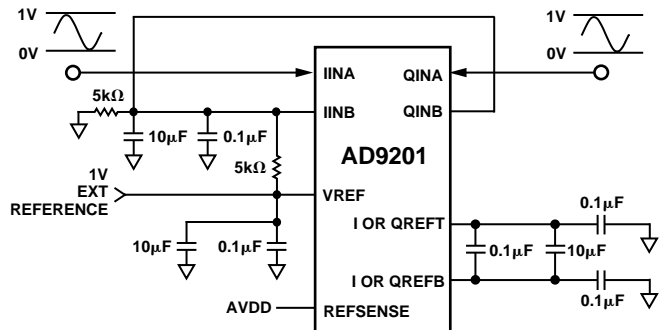 1V
0V
1V
0V
IINA
QINA
5kΩ
IINB
QINB
10µF
0.1µF
5kΩ
AD9201
1V
EXT
REFERENCE
VREF
0.1µF
I OR QREFT
10µF
0.1µF
0.1µF
10µF
I OR QREFB
0.1µF
AVDD
REFSENSE